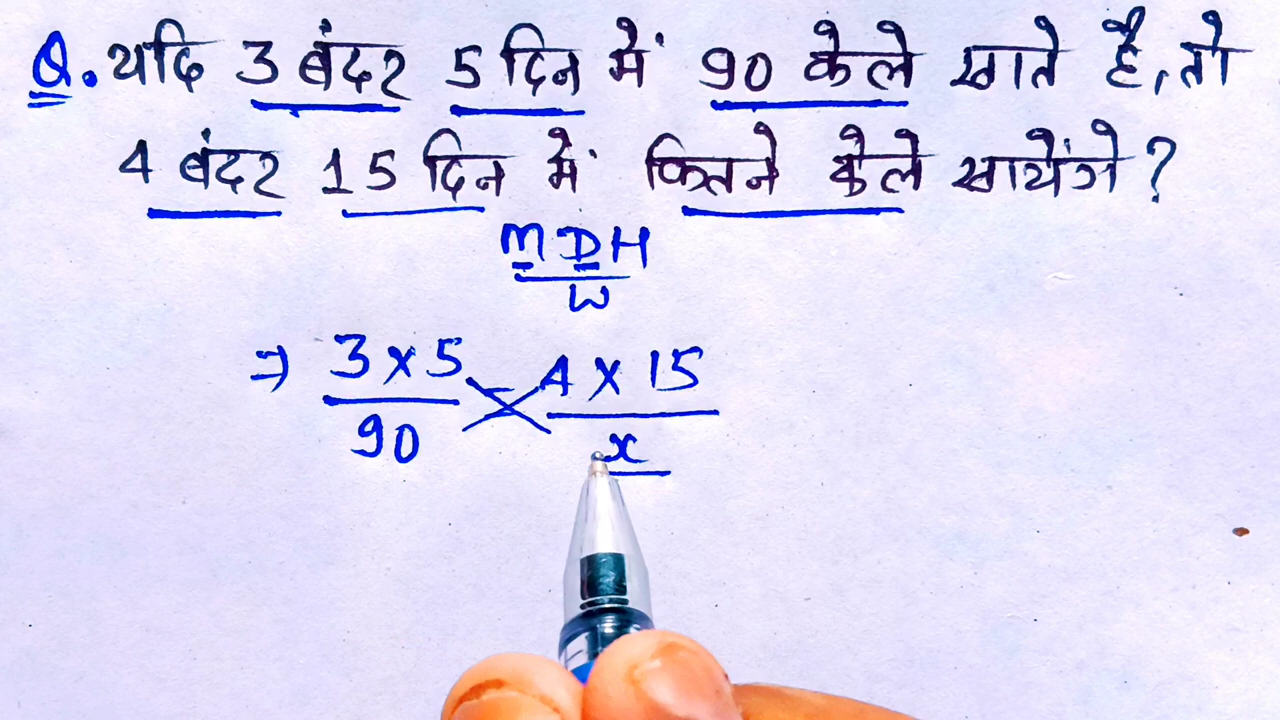 Q. यदि 3 बंदर 5 दिन में 90 केले खाते है, तो
4 बंदर 15 दिन में कितने केले खायेंगे ?
MDH
W
⇒ 3 x 5 4 x 15
90 x